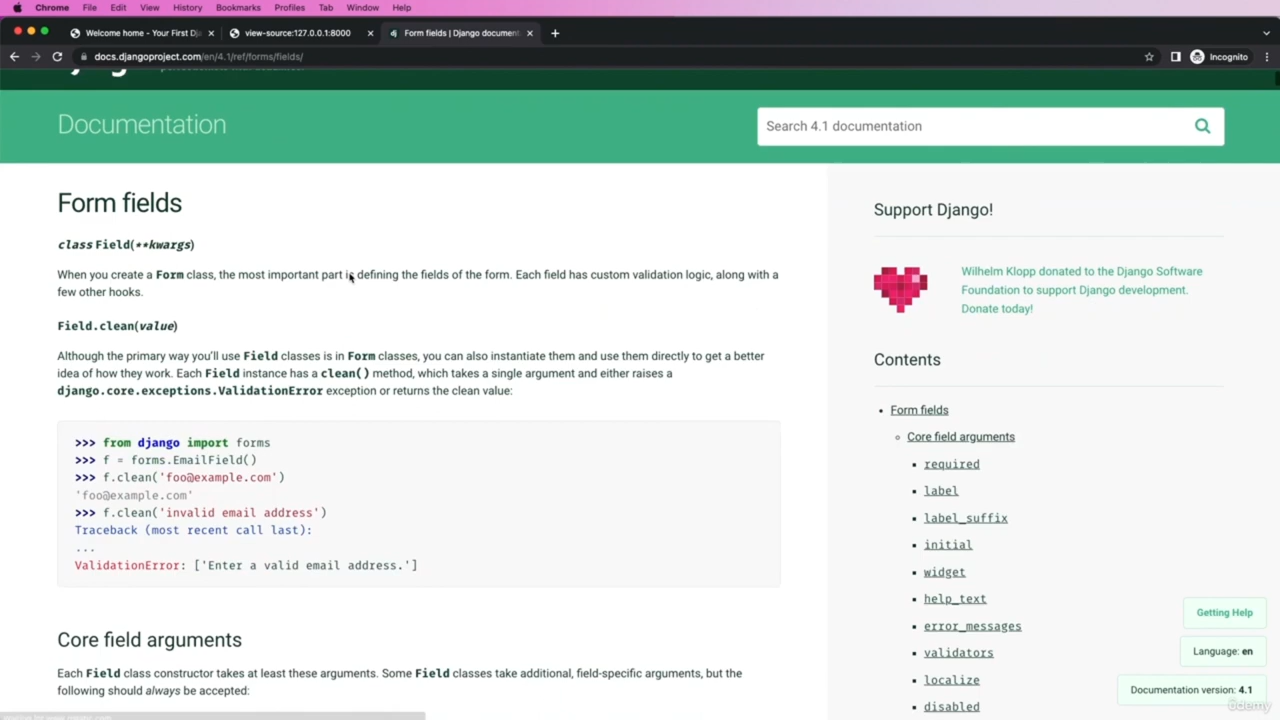 Chrome File Edit View History Bookmarks Profiles Tab Window Help
Welcome home - Your First Dj
view-source:127.0.0.1:8000
dj Form fields | Django document
docs.djangoproject.com/en/4.1/ref/forms/fields/
Incognito
Documentation
Search 4.1 documentation
Form fields
class Field(**kwargs)
When you create a Form class, the most important part is defining the fields of the form. Each field has custom validation logic, along with a
few other hooks.
Field.clean(value)
Although the primary way you'll use Field classes is in Form classes, you can also instantiate them and use them directly to get a better
idea of how they work. Each Field instance has a clean() method, which takes a single argument and either raises a
django.core.exceptions.ValidationError exception or returns the clean value:
>>> from django import forms
>>> f = forms.EmailField()
>>> f.clean('foo@example.com')
'foo@example.com'
>>> f.clean('invalid email address')
Traceback (most recent call last):
...
ValidationError: ['Enter a valid email address.']
Core field arguments
Each Field class constructor takes at least these arguments. Some Field classes take additional, field-specific arguments, but the
following should always be accepted:
Support Django!
Wilhelm Klopp donated to the Django Software
Foundation to support Django development.
Donate today!
Contents
Form fields
Core field arguments
required
label
label_suffix
initial
widget
help_text
error_messages
validators
localize
disabled
Getting Help
Language: en
Documentation version: 4.1
ûdemy